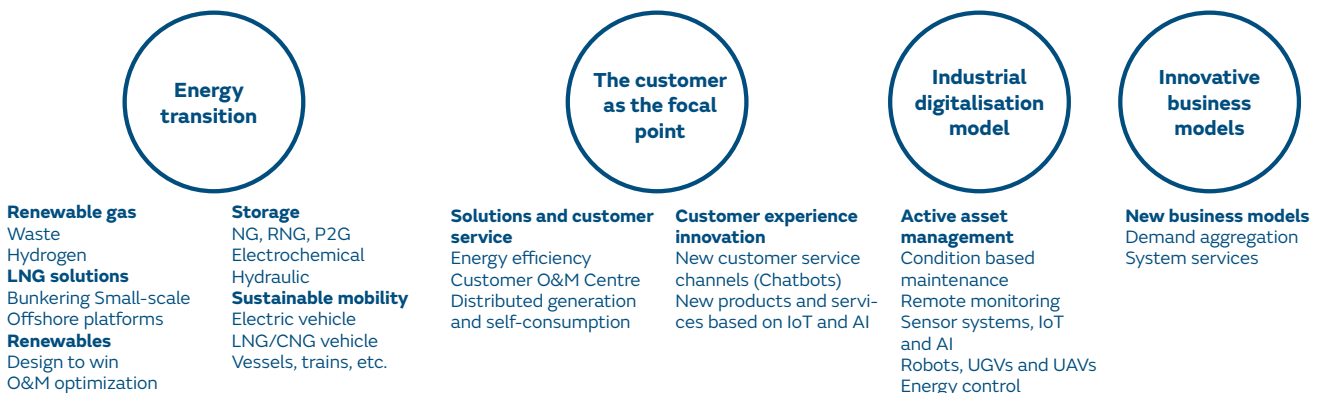 Energy
transition
The customer
as the focal
point
Industrial
digitalisation
model
Innovative
business
models
Renewable gas
Waste
Hydrogen
LNG solutions
Bunkering Small-scale
Offshore platforms
Renewables
Design to win
O&M optimization
Storage
NG, RNG, P2G
Electrochemical
Hydraulic
Sustainable mobility
Electric vehicle
LNG/CNG vehicle
Vessels, trains, etc.
Solutions and customer
service
Energy efficiency
Customer O&M Centre
Distributed generation
and self-consumption
Customer experience
innovation
New customer service
channels (Chatbots)
New products and servi-
ces based on IoT and AI
Active asset
management
Condition based
maintenance
Remote monitoring
Sensor systems, IoT
and AI
Robots, UGVs and UAVs
Energy control
New business models
Demand aggregation
System services